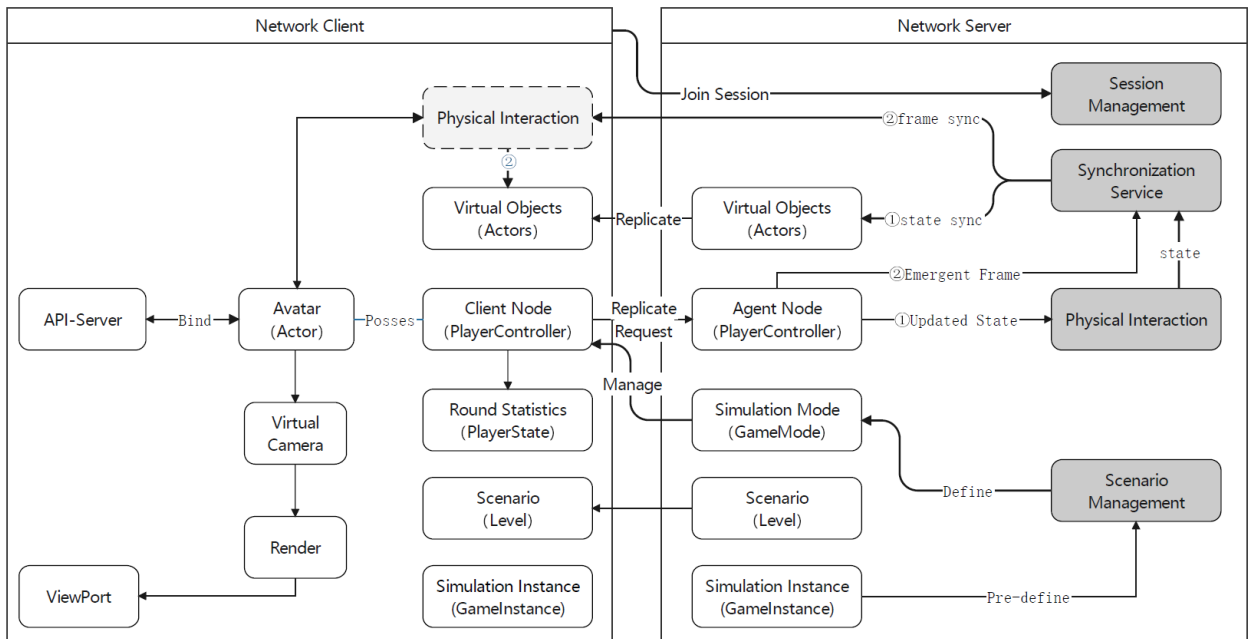 Network Client
Network Server
Join Session
Session
Management
Physical Interaction
②frame sync
②
Synchronization
Service
Virtual Objects
(Actors)
Replicate
Virtual Objects
(Actors)
①state sync
state
②Emergent Frame
API-Server
Bind
Avatar
(Actor)
Posses
Client Node
(PlayerController)
Replicate
Request
Agent Node
(PlayerController)
①Updated State
Physical Interaction
Manage
Virtual
Camera
Round Statistics
(PlayerState)
Simulation Mode
(GameMode)
Scenario
(Level)
Scenario
(Level)
Define
Scenario
Management
Render
ViewPort
Simulation Instance
(GameInstance)
Simulation Instance
(GameInstance)
Pre-define